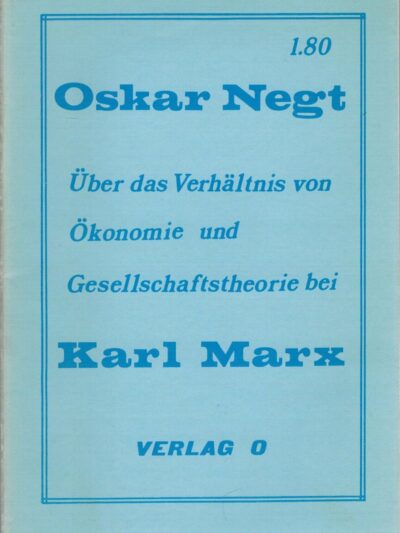 1.80
Oskar Negt
Über das Verhältnis von
Ökonomie und
Gesellschaftstheorie bei
Karl Marx
VERLAG O